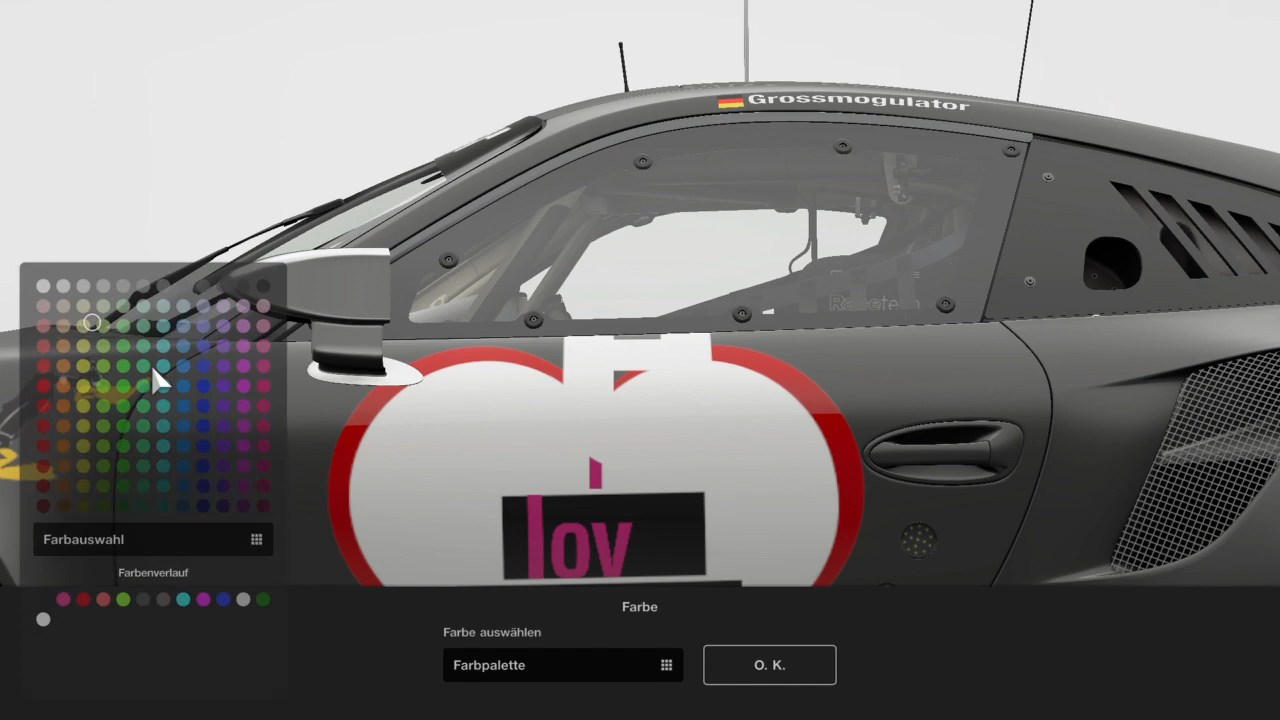 Grossmogulator
lov
Farbauswahl
Farbenverlauf
Farbe
Farbe auswählen
Farbpalette
O. K.